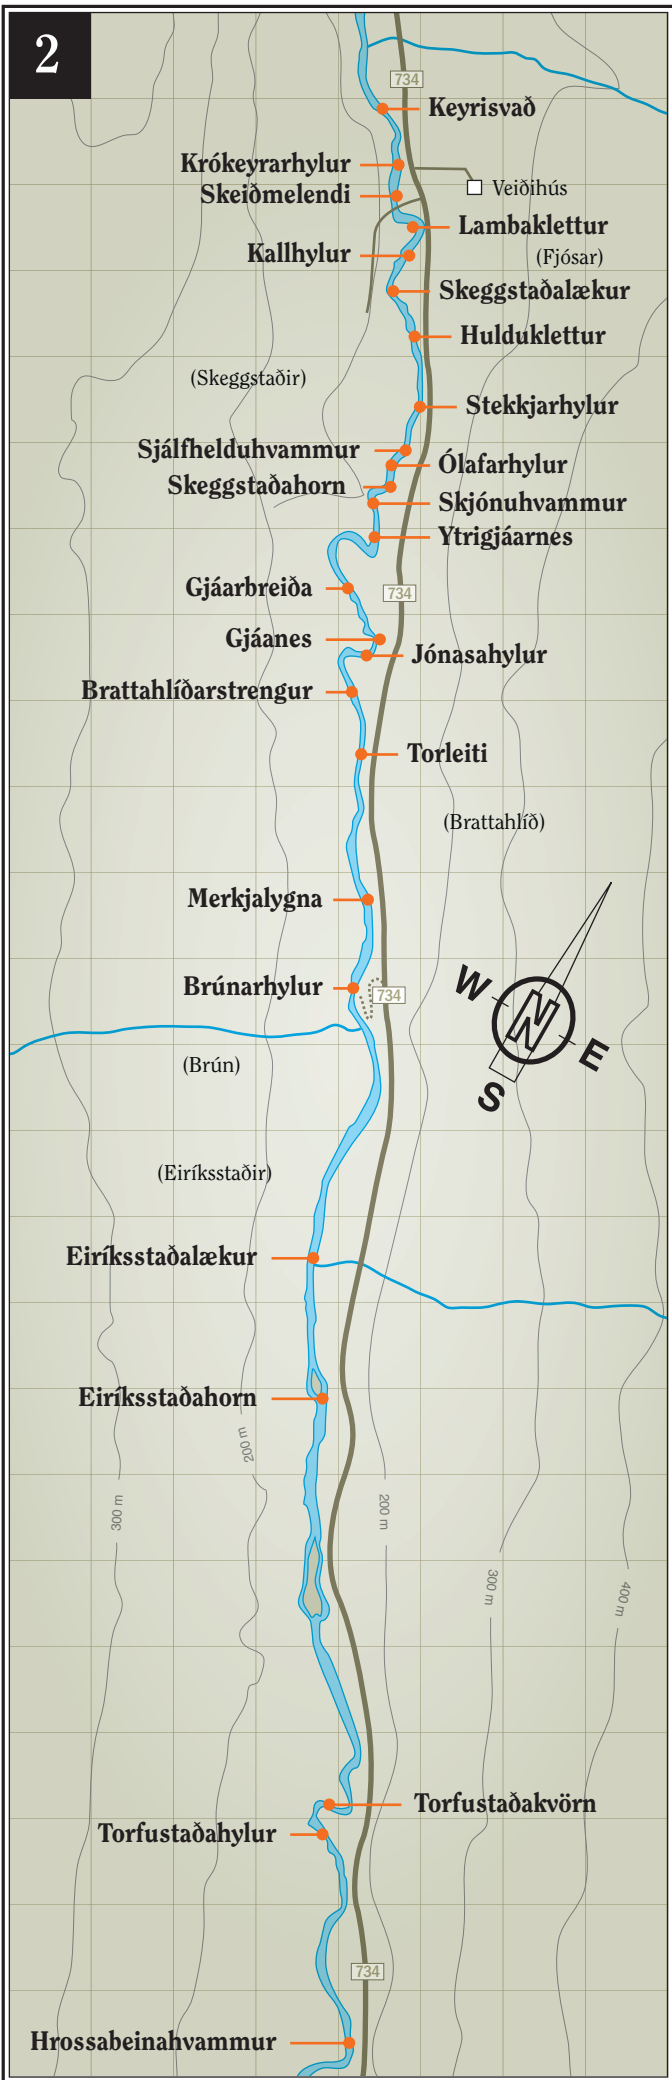 2
734
Keyrisvað
Krókeyrarhylur
Veiðihús
Skeiðmelendi
Lambaklettur
Kallhylur
(Fjósar)
Skeggstaðalækur
Hulduklettur
(Skeggstaðir)
Stekkjarhylur
Sjálfhelduhvammur
Ólafarhylur
Skeggstaðahorn
Skjónuhvammur
Ytrigjáarnes
Gjáarbreiða
734
Gjáanes
Jónasahylur
Brattahlíðarstrengur
Torleiti
(Brattahlíð)
Merkjalygna
Brúnarhylur
734
W
N
E
S
(Brún)
(Eiríksstaðir)
Eiríksstaðalækur
Eiríksstaðahorn
200 m
300 m
200 m
300 m
400 m
Torfustaðakvörn
Torfustaðahylur
734
Hrossabeinahvammur